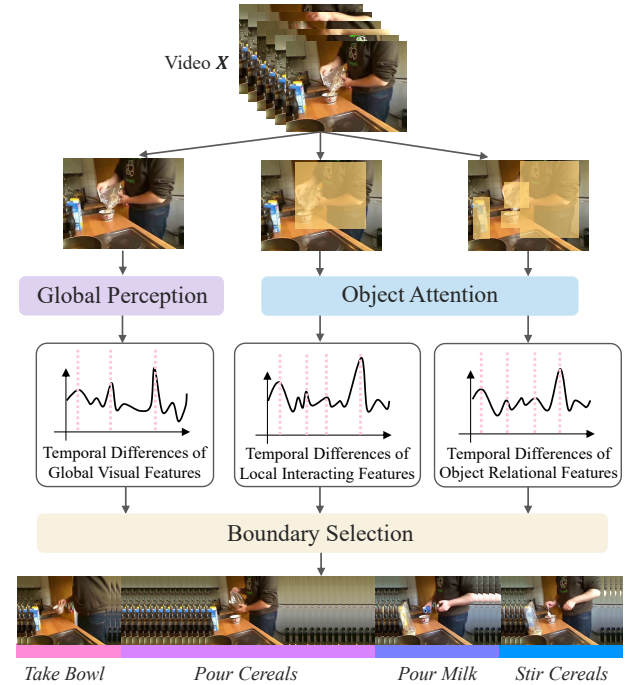 Video X
Global Perception
Object Attention
Temporal Differences of
Global Visual Features
Temporal Differences of
Local Interacting Features
Temporal Differences of
Object Relational Features
Boundary Selection
Take Bowl
Pour Cereals
Pour Milk
Stir Cereals